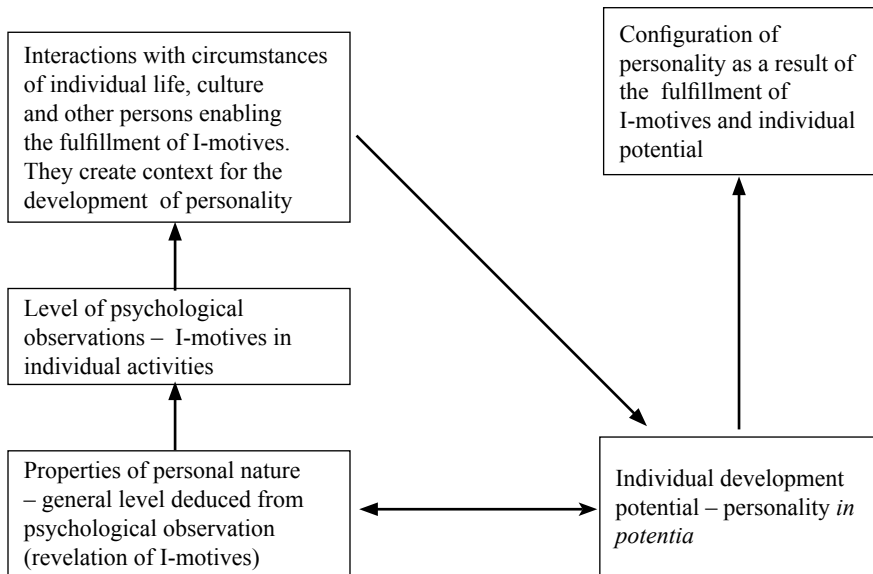 Interactions with circumstances
of individual life, culture
and other persons enabling
the fulfillment of I-motives.
They create context for the
development of personality
Configuration of
personality as a result of
the fulfillment of
I-motives and individual
potential
Level of psychological
observations – I-motives in
individual activities
Properties of personal nature
– general level deduced from
psychological observation
(revelation of I-motives)
Individual development
potential – personality in
potentia